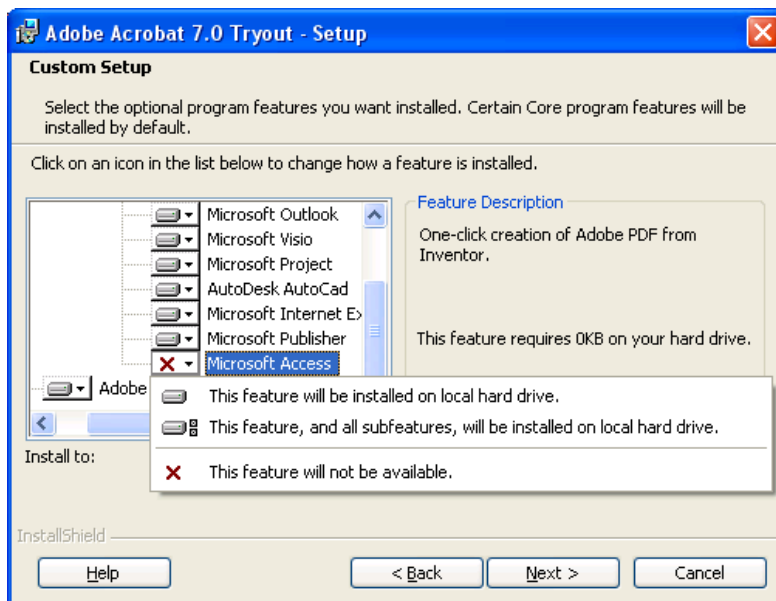 Adobe Acrobat 7.0 Tryout - Setup
Custom Setup
Select the optional program features you want installed. Certain Core program features will be
installed by default.
Click on an icon in the list below to change how a feature is installed.
Microsoft Outlook
Microsoft Visio
Microsoft Project
AutoDesk AutoCad
Microsoft Internet Ex
Microsoft Publisher
Microsoft Access
Adobe
Feature Description
One-click creation of Adobe PDF from
Inventor.
This feature requires 0KB on your hard drive.
This feature will be installed on local hard drive.
This feature, and all subfeatures, will be installed on local hard drive.
This feature will not be available.
Install to:
InstallShield
Help
< Back
Next >
Cancel